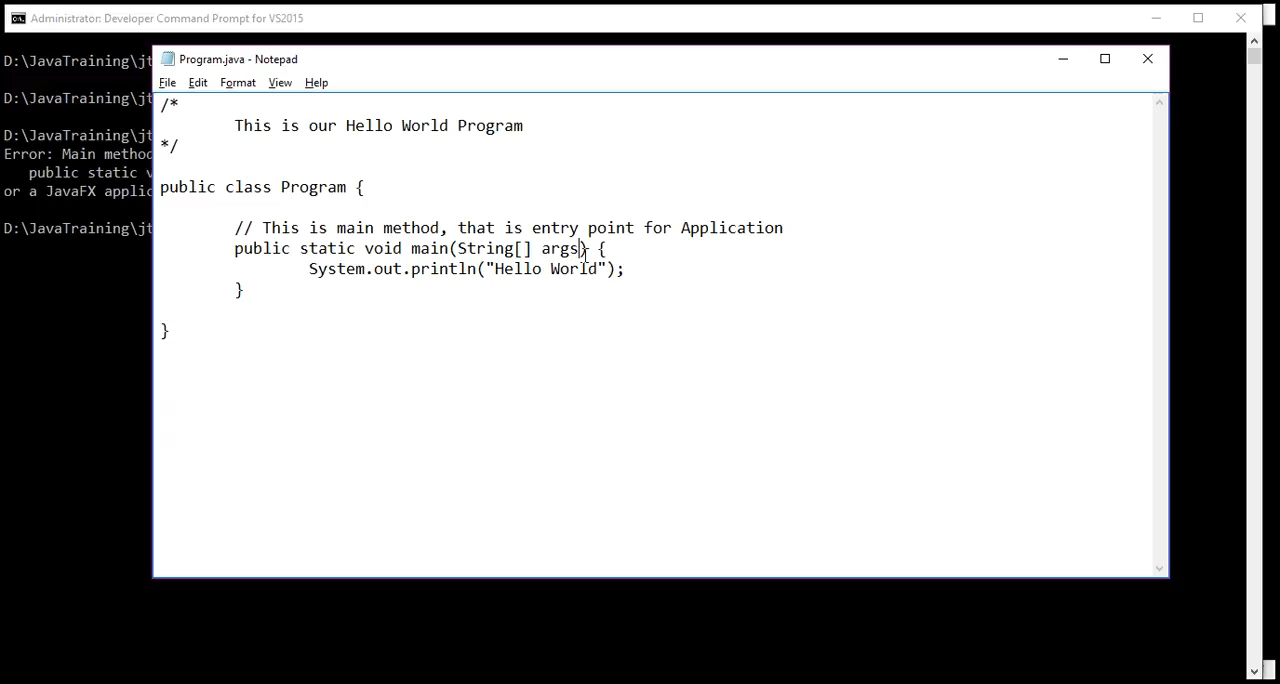 Administrator: Developer Command Prompt for VS2015
D:\JavaTraining\jt
D:\JavaTraining\jt
D:\JavaTraining\jt
Error: Main method
public static v
or a JavaFX applic
D:\JavaTraining\jt
Program.java - Notepad
File Edit Format View Help
/*
This is our Hello World Program
*/
public class Program {
// This is main method, that is entry point for Application
public static void main(String[] args) {
System.out.println("Hello World");
}
}